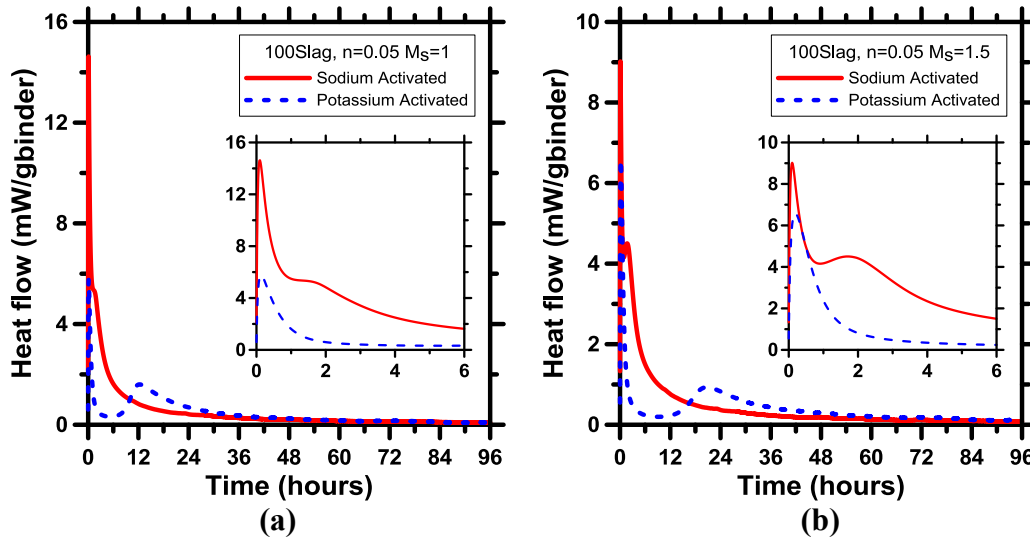 16
12
8
4
0
Heat flow (mW/gbinder)
100Slag, n=0.05 MS=1
Sodium Activated
Potassium Activated
16
12
8
4
0
0 2 4 6
0 12 24 36 48 60 72 84 96
Time (hours)
(a)
10
8
6
4
2
0
Heat flow (mW/gbinder)
100Slag, n=0.05 MS=1.5
Sodium Activated
Potassium Activated
10
8
6
4
2
0
0 2 4 6
0 12 24 36 48 60 72 84 96
Time (hours)
(b)